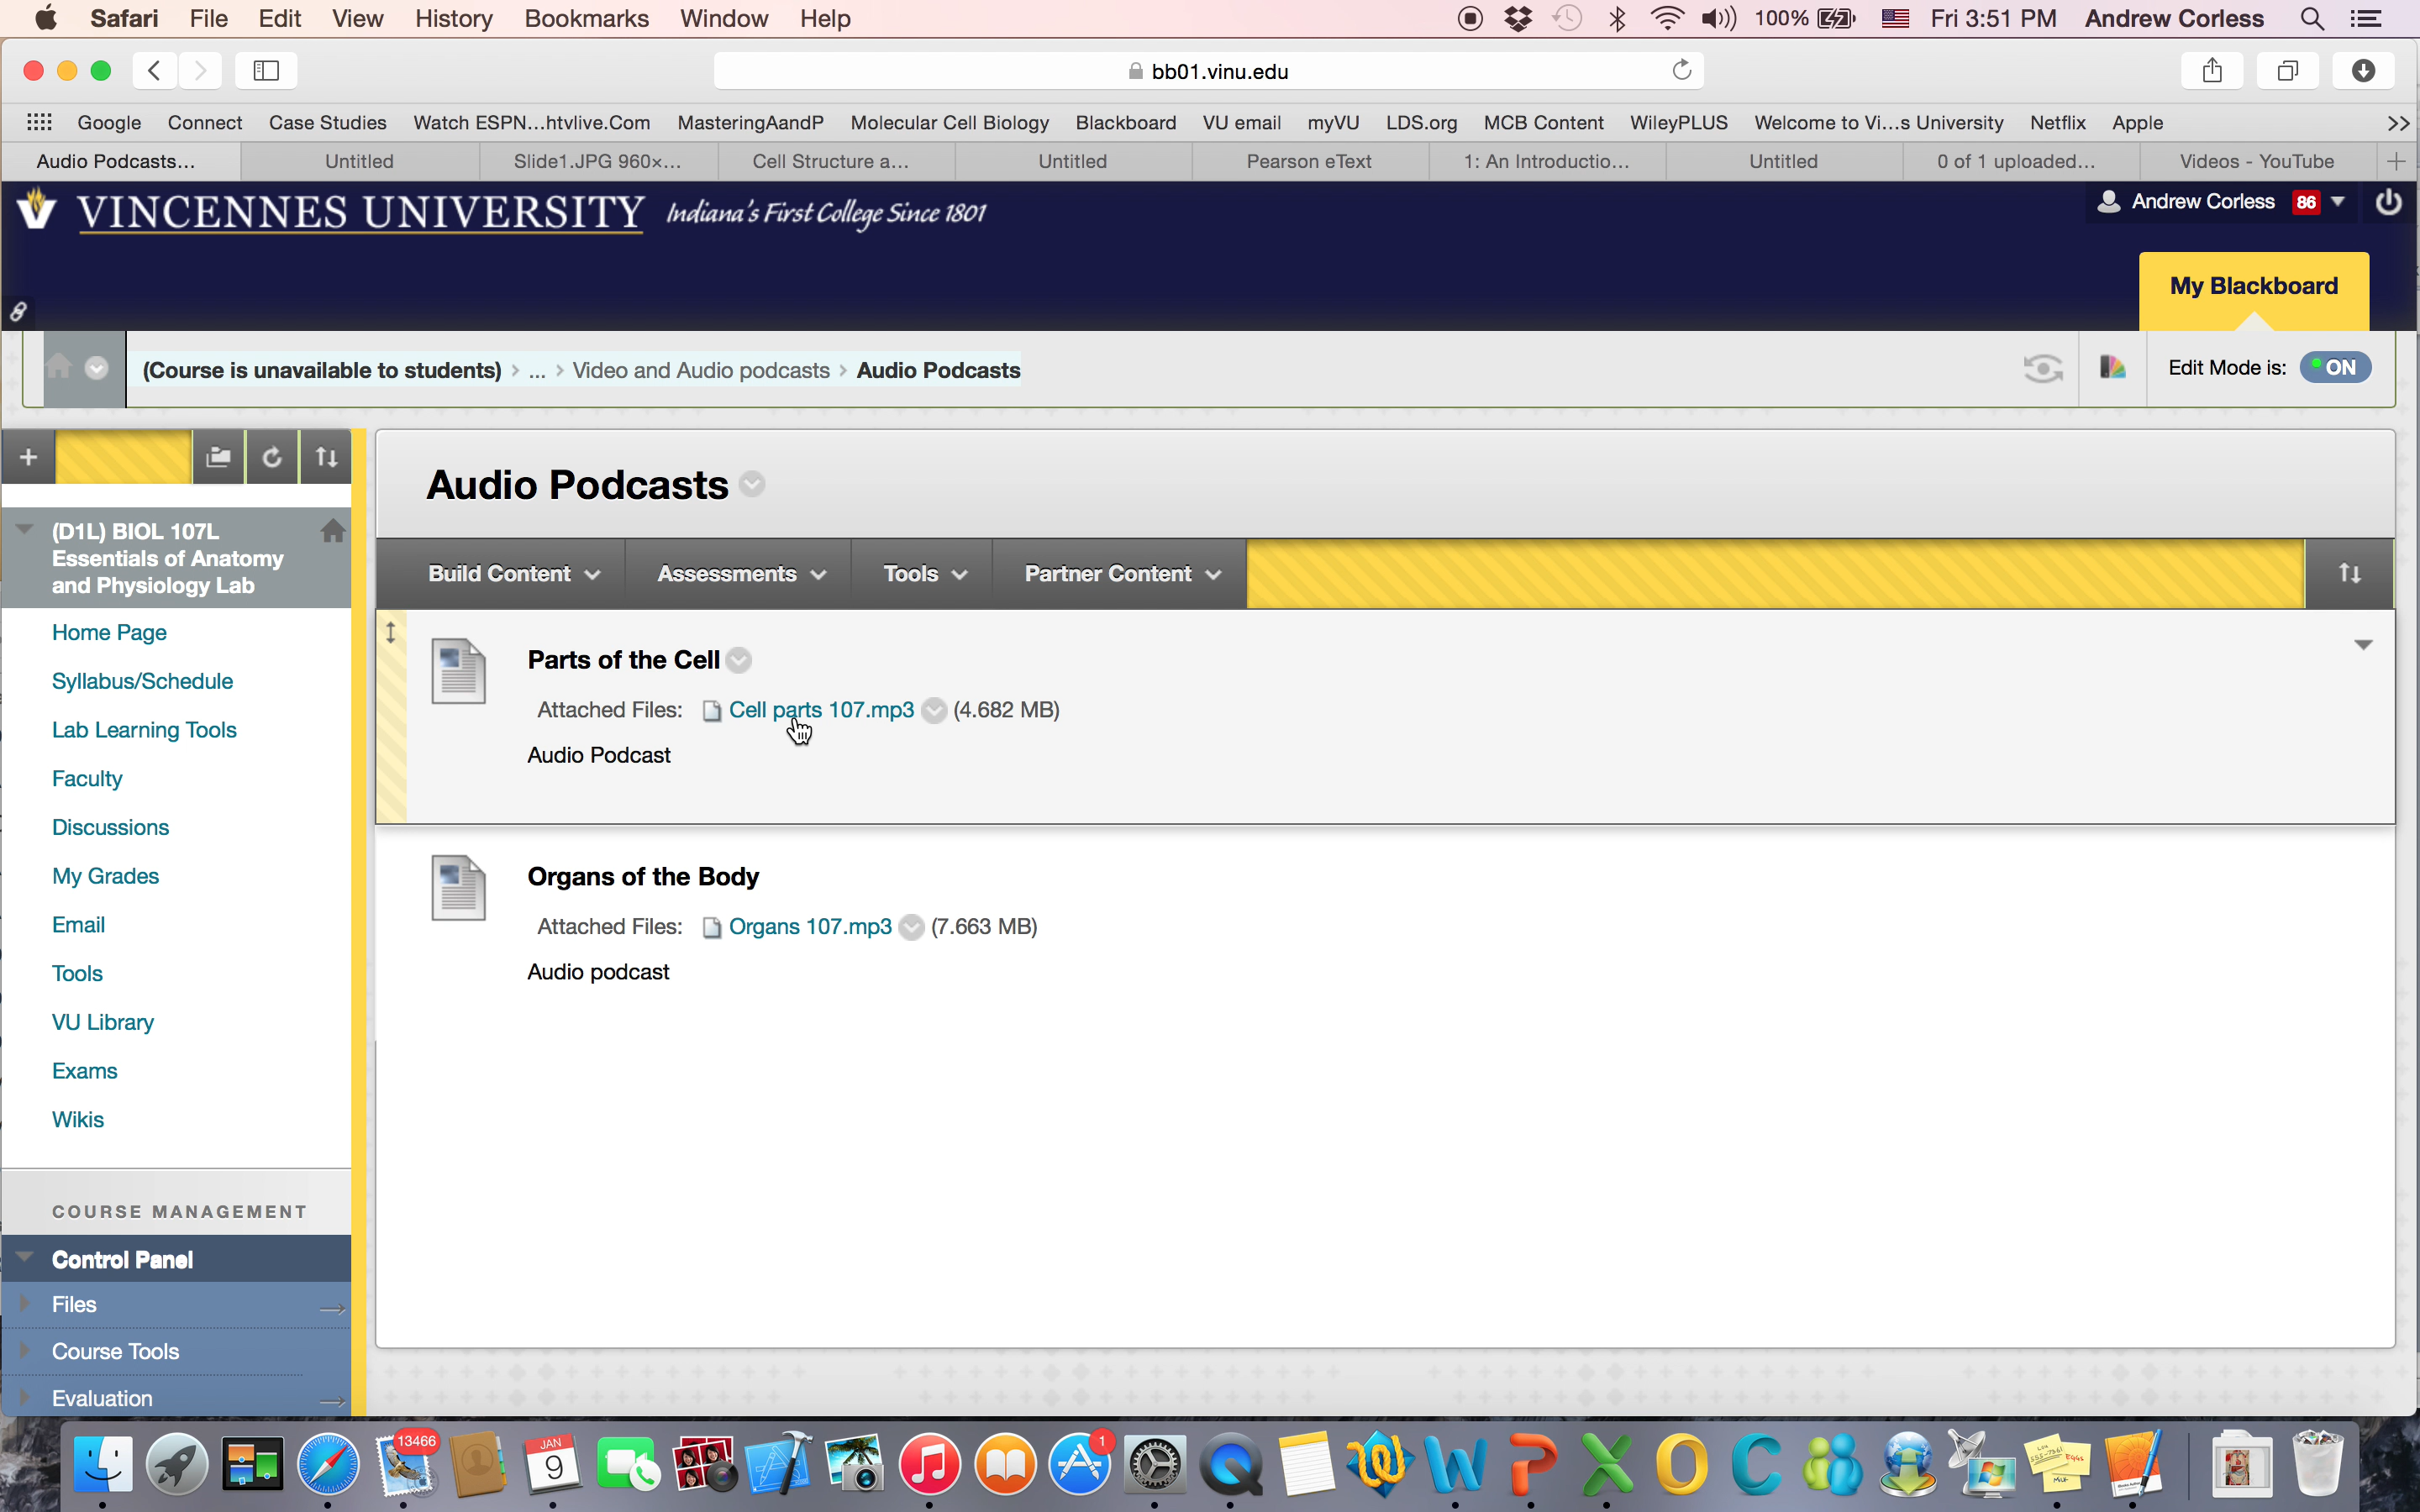 Safari File Edit View History Bookmarks Window Help 100% Fri 3:51 PM Andrew Corless
bb01.vinu.edu
Google Connect Case Studies Watch ESPN...htvlive.Com MasteringAandP Molecular Cell Biology Blackboard VU email myVU LDS.org MCB Content WileyPLUS Welcome to Vi...s University Netflix Apple >>
Audio Podcasts... Untitled Slide1.JPG 960×... Cell Structure a... Untitled Pearson eText 1: An Introductio... Untitled 0 of 1 uploaded... Videos - YouTube +
VINCENNES UNIVERSITY Indiana's First College Since 1801 Andrew Corless 86
My Blackboard
(Course is unavailable to students) > ... > Video and Audio podcasts > Audio Podcasts Edit Mode is: ON
Audio Podcasts
(D1L) BIOL 107L
Essentials of Anatomy
and Physiology Lab
Home Page
Syllabus/Schedule
Lab Learning Tools
Faculty
Discussions
My Grades
Email
Tools
VU Library
Exams
Wikis
COURSE MANAGEMENT
Control Panel
Files
Course Tools
Evaluation
Build Content Assessments Tools Partner Content
Parts of the Cell
Attached Files: Cell parts 107.mp3 (4.682 MB)
Audio Podcast
Organs of the Body
Attached Files: Organs 107.mp3 (7.663 MB)
Audio podcast
13466
JAN
9
1